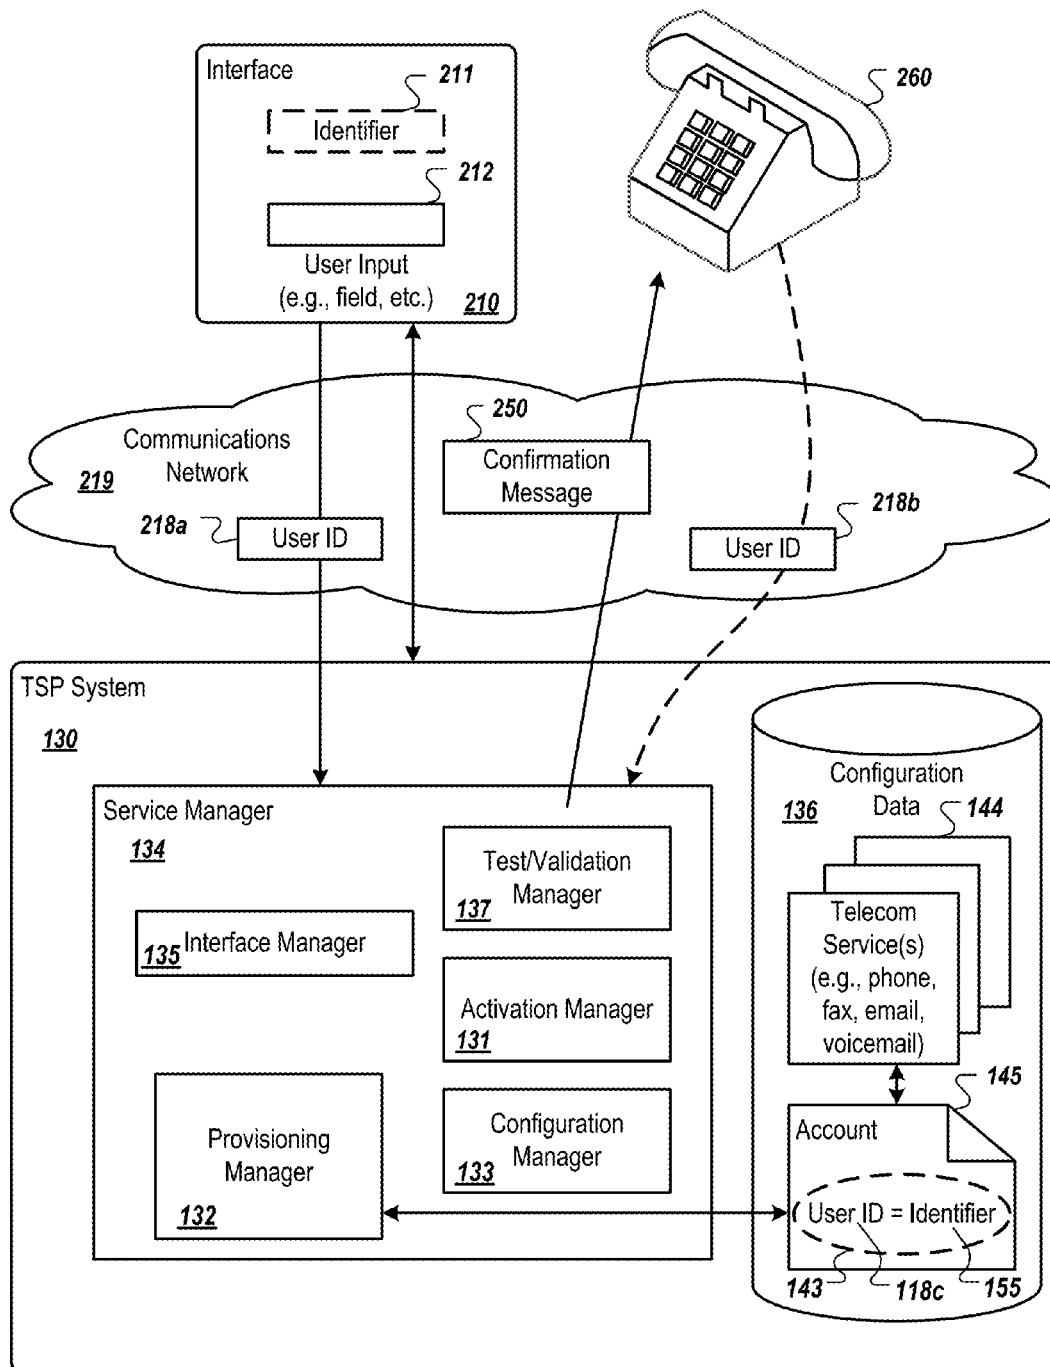 Interface
211
Identifier
212
User Input
(e.g., field, etc.)
210
260
Communications
Network
219
250
Confirmation
Message
218a
User ID
218b
User ID
TSP System
130
Service Manager
134
Test/Validation
Manager
137
135
Interface Manager
Activation Manager
131
Provisioning
Manager
132
Configuration
Manager
133
Configuration
Data
136
144
Telecom
Service(s)
(e.g., phone,
fax, email,
voicemail)
145
Account
User ID = Identifier
143
118c
155